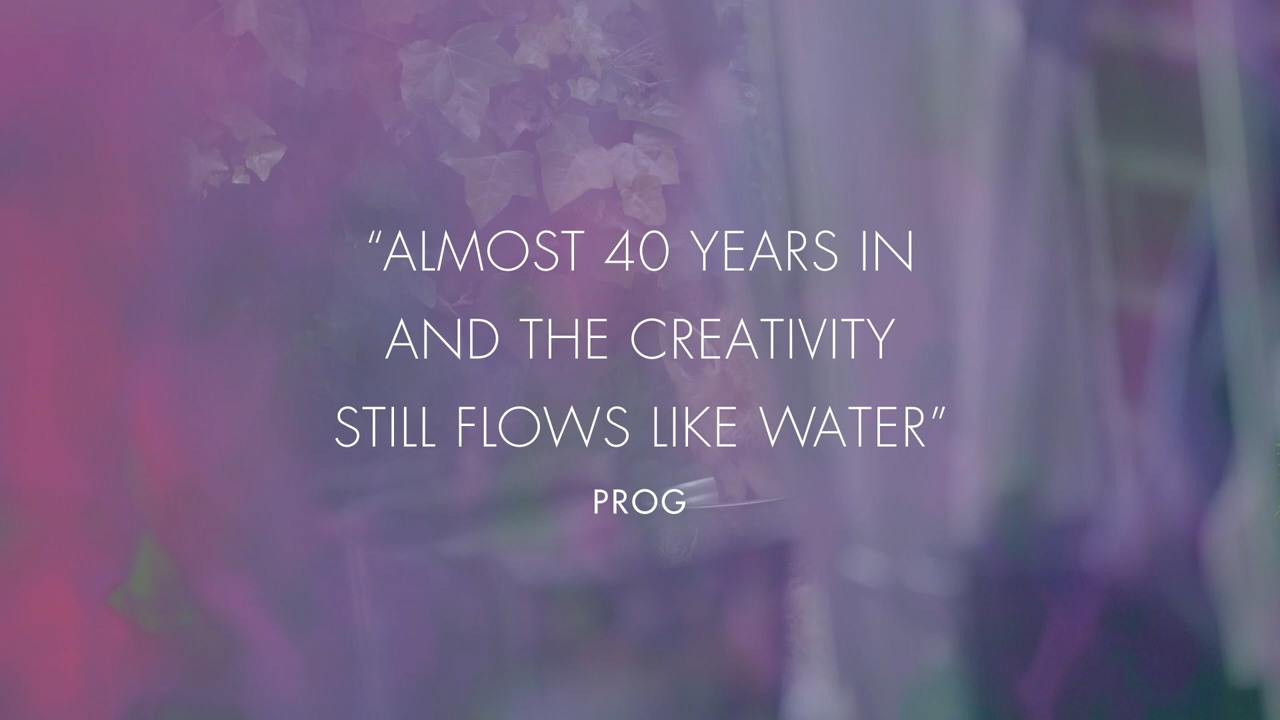 “ALMOST 40 YEARS IN
AND THE CREATIVITY
STILL FLOWS LIKE WATER”
PROG